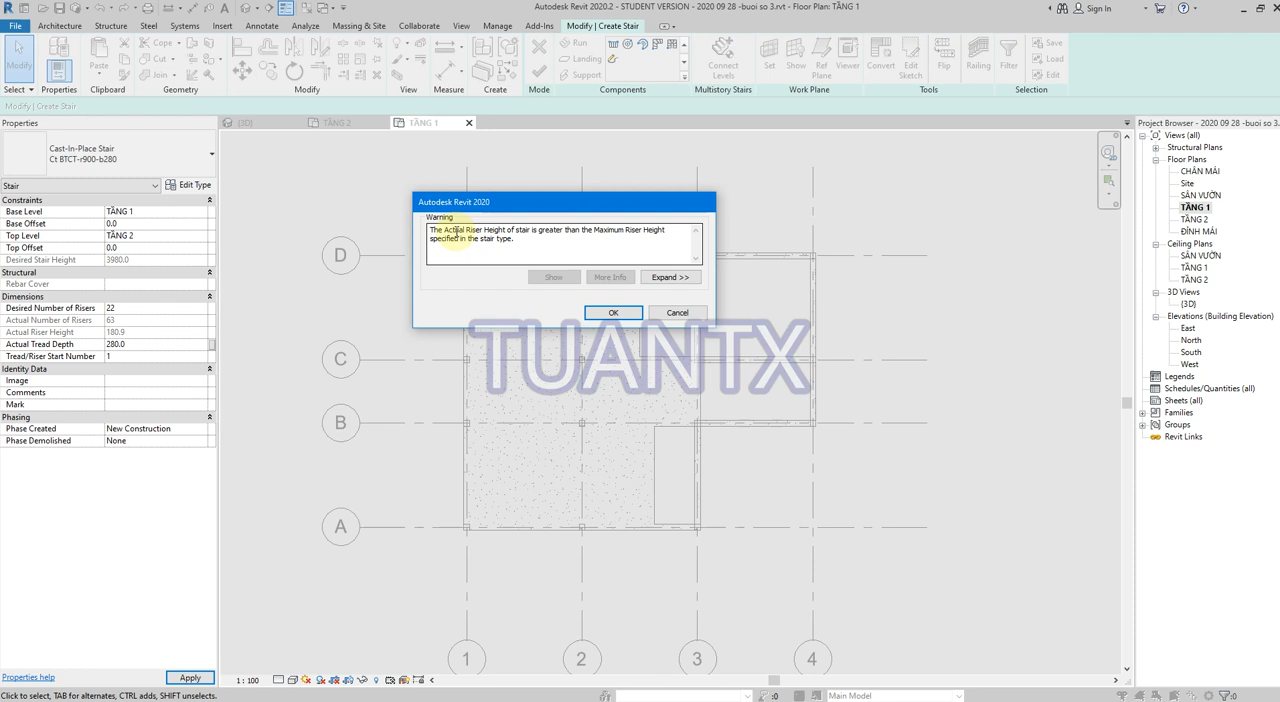 Autodesk Revit 2020.2 - STUDENT VERSION - 2020 09 28 -buoi so 3.rvt - Floor Plan: TẦNG 1
Sign In
File
Architecture
Structure
Steel
Systems
Insert
Annotate
Analyze
Massing & Site
Collaborate
View
Manage
Add-Ins
Modify | Create Stair
Modify
Paste
Cope
Cut
Join
Run
Landing
Support
Connect
Levels
Set
Show
Ref
Plane
Viewer
Convert
Edit
Sketch
Flip
Railing
Filter
Save
Load
Edit
Select
Properties
Clipboard
Geometry
Modify
View
Measure
Create
Mode
Components
Multistory Stairs
Work Plane
Tools
Selection
Modify | Create Stair
Properties
{3D}
TẦNG 2
TẦNG 1
Project Browser - 2020 09 28 -buoi so 3.
Cast-In-Place Stair
Ct BTCT-r900-b280
Stair
Edit Type
Constraints
Base Level TẦNG 1
Base Offset 0.0
Top Level TẦNG 2
Top Offset 0.0
Desired Stair Height 3980.0
Structural
Rebar Cover
Dimensions
Desired Number of Risers 22
Actual Number of Risers 63
Actual Riser Height 180.9
Actual Tread Depth 280.0
Tread/Riser Start Number 1
Identity Data
Image
Comments
Mark
Phasing
Phase Created New Construction
Phase Demolished None
Properties help
Apply
Autodesk Revit 2020
Warning
The Actual Riser Height of stair is greater than the Maximum Riser Height
specified in the stair type.
Show
More Info
Expand >>
OK
Cancel
TUANTX
D
C
B
A
1
2
3
4
Views (all)
Structural Plans
Floor Plans
CHÂN MÁI
Site
SÂN VƯỜN
TẦNG 1
TẦNG 2
ĐỈNH MÁI
Ceiling Plans
SÂN VƯỜN
TẦNG 1
TẦNG 2
3D Views
{3D}
Elevations (Building Elevation)
East
North
South
West
Legends
Schedules/Quantities (all)
Sheets (all)
Families
Groups
Revit Links
1 : 100
Click to select, TAB for alternates, CTRL adds, SHIFT unselects.
:0
Main Model
:0